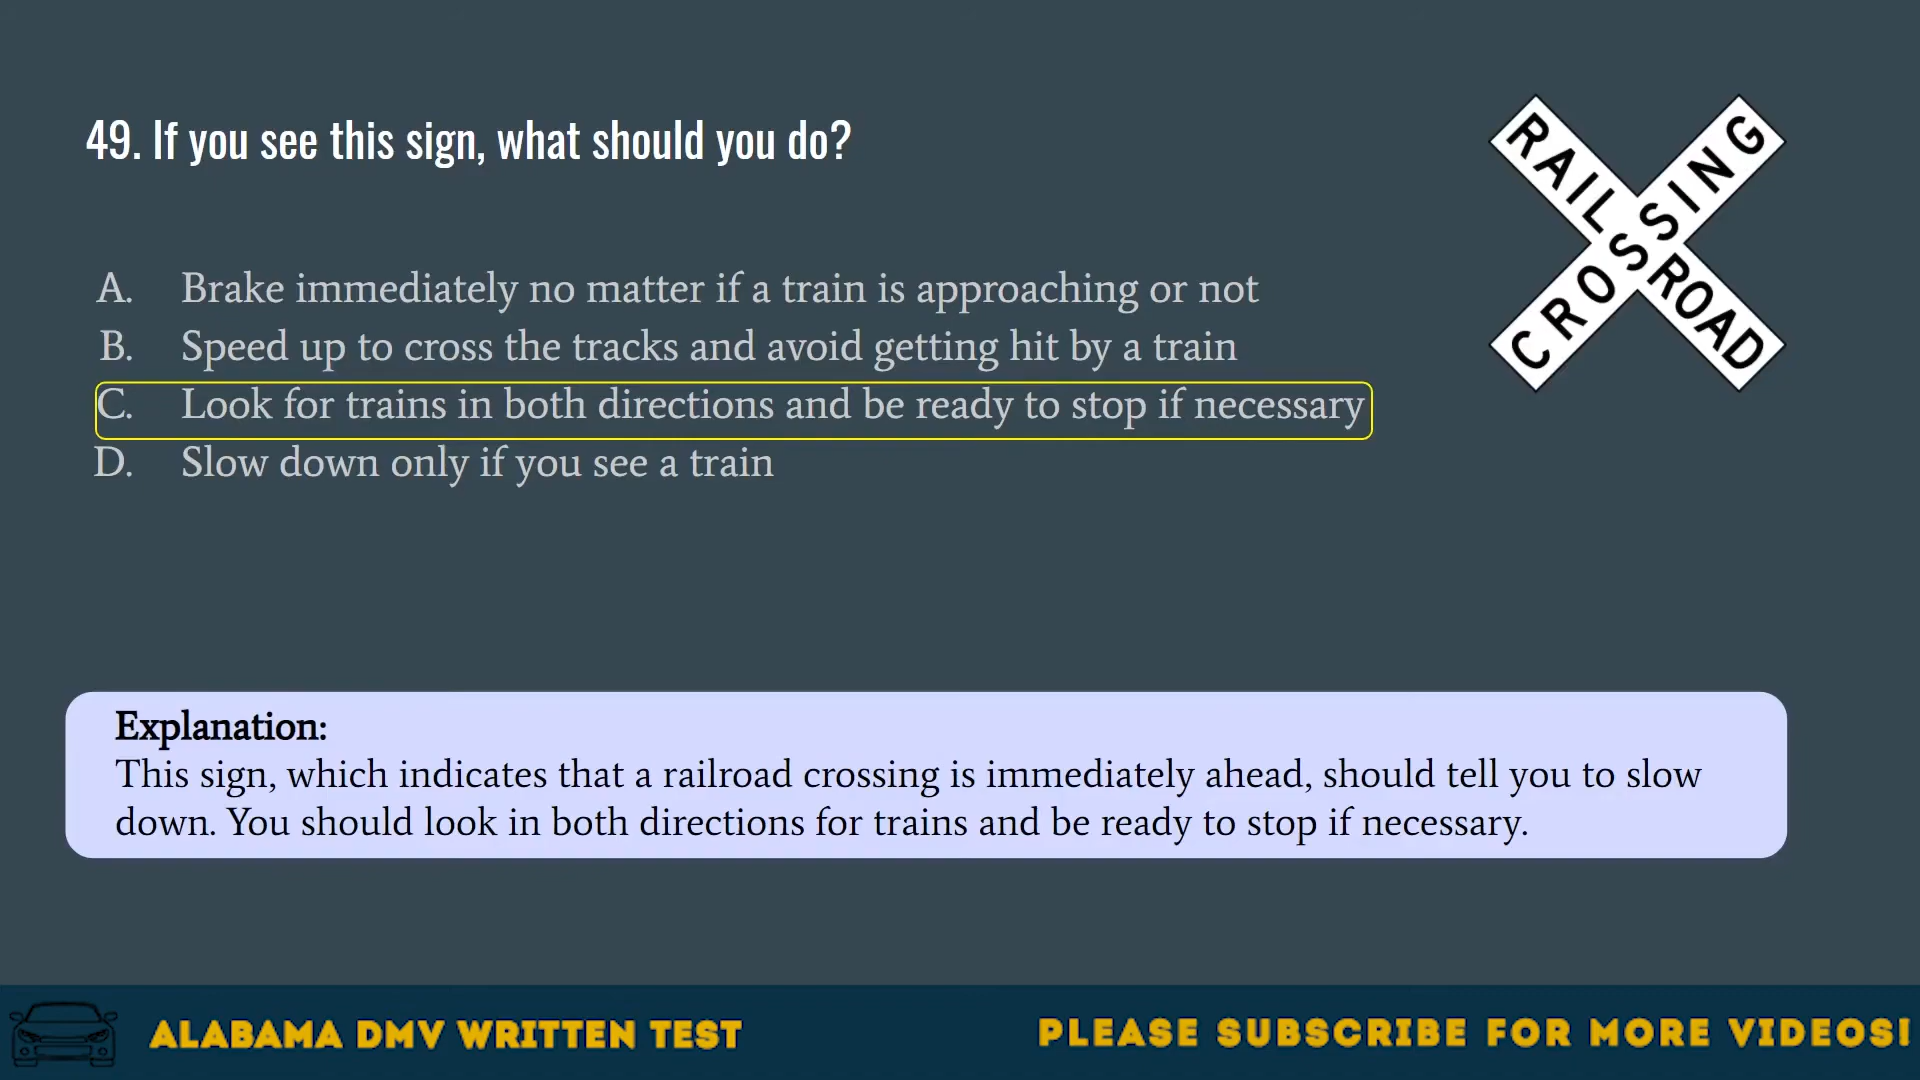 49. If you see this sign, what should you do?
RAILROAD
CROSSING
A. Brake immediately no matter if a train is approaching or not
B. Speed up to cross the tracks and avoid getting hit by a train
C. Look for trains in both directions and be ready to stop if necessary
D. Slow down only if you see a train
Explanation:
This sign, which indicates that a railroad crossing is immediately ahead, should tell you to slow
down. You should look in both directions for trains and be ready to stop if necessary.
ALABAMA DMV WRITTEN TEST
PLEASE SUBSCRIBE FOR MORE VIDEOS!